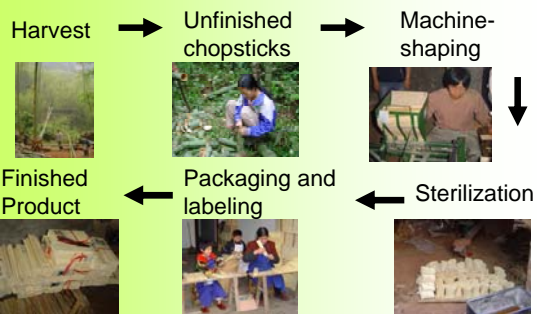 Harvest
Unfinished
chopsticks
Machine-
shaping
Finished
Product
Packaging and
labeling
Sterilization